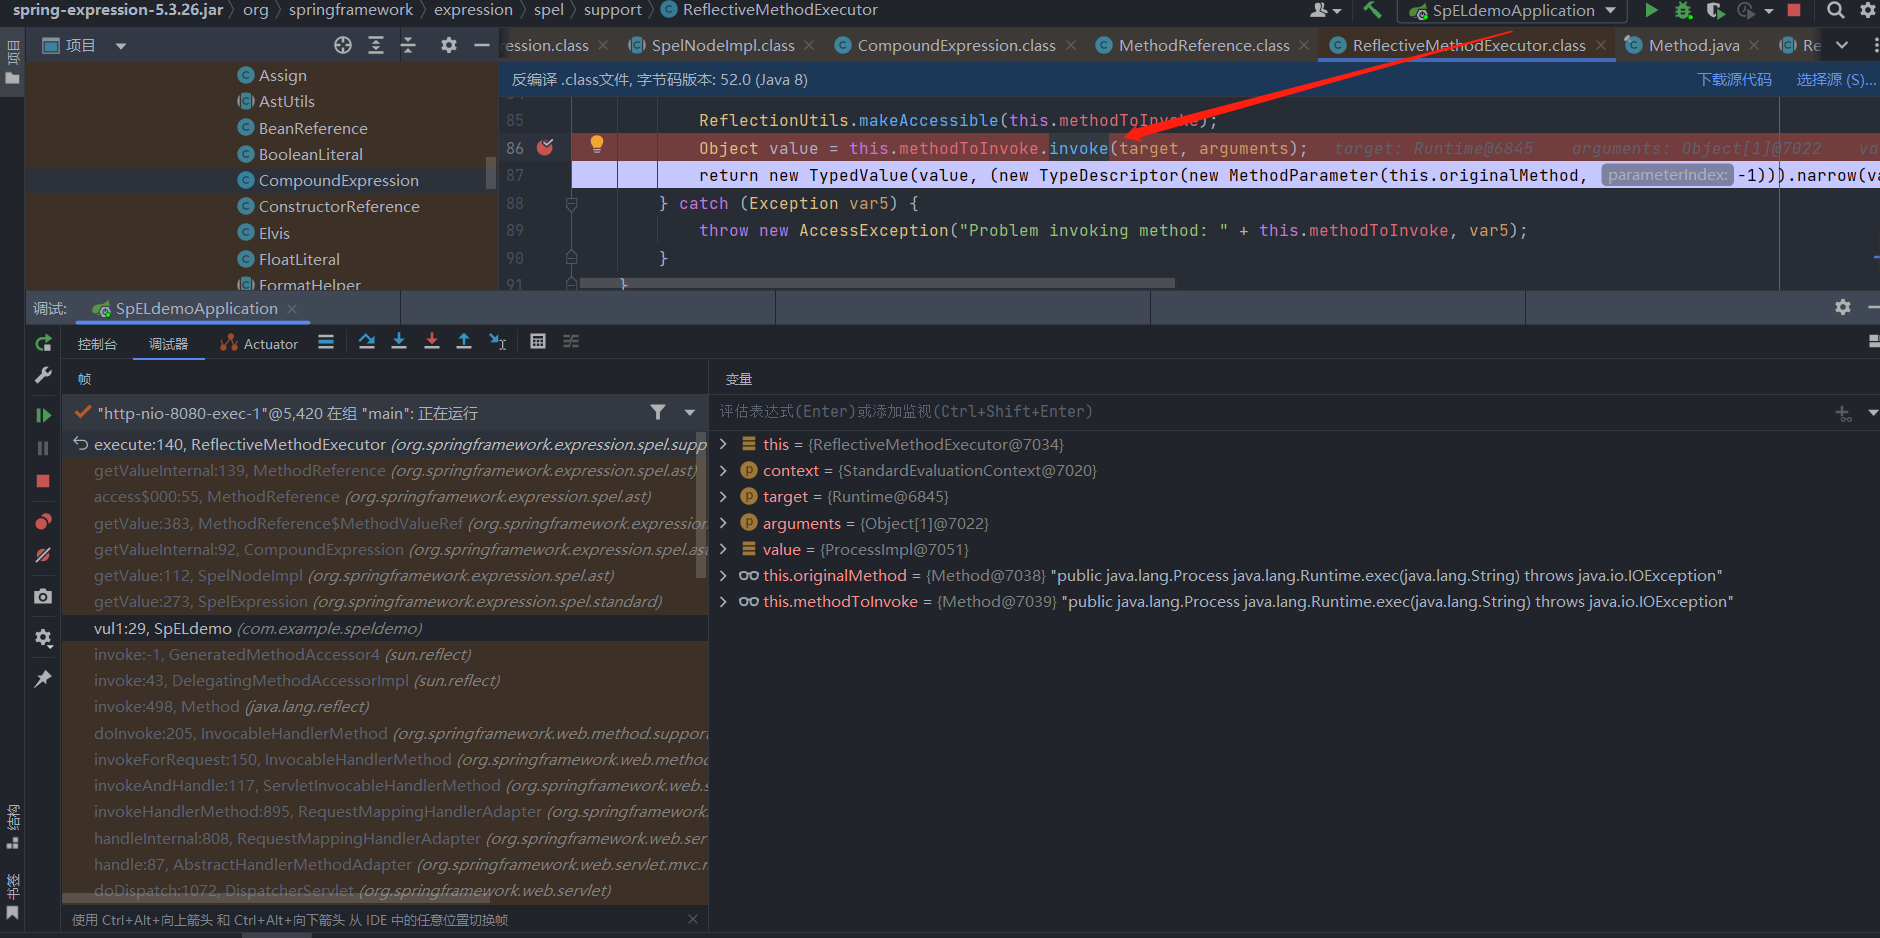 spring-expression-5.3.26.jar 〉 org 〉 springframework 〉 expression 〉 spel 〉 support 〉 ReflectiveMethodExecutor
SpELdemoApplication
项目
项目
ession.class
SpelNodeImpl.class
CompoundExpression.class
MethodReference.class
ReflectiveMethodExecutor.class
Method.java
Re
Assign
AstUtils
BeanReference
BooleanLiteral
CompoundExpression
ConstructorReference
Elvis
FloatLiteral
FormatHelper
反编译 .class文件, 字节码版本: 52.0 (Java 8)
下载源代码
选择源 (S)...
85 ReflectionUtils.makeAccessible(this.methodToInvoke);
86 Object value = this.methodToInvoke.invoke(target, arguments); target: Runtime@6845 arguments: Object[1]@7022 va
87 return new TypedValue(value, (new TypeDescriptor(new MethodParameter(this.originalMethod, parameterIndex: -1))).narrow(va
88 } catch (Exception var5) {
89 throw new AccessException("Problem invoking method: " + this.methodToInvoke, var5);
90 }
91 }
调试:
SpELdemoApplication
控制台
调试器
Actuator
帧
"http-nio-8080-exec-1"@5,420 在组 "main": 正在运行
execute:140, ReflectiveMethodExecutor (org.springframework.expression.spel.supp
getValueInternal:139, MethodReference (org.springframework.expression.spel.ast)
access$000:55, MethodReference (org.springframework.expression.spel.ast)
getValue:383, MethodReference$MethodValueRef (org.springframework.expression
getValueInternal:92, CompoundExpression (org.springframework.expression.spel.ast
getValue:112, SpelNodeImpl (org.springframework.expression.spel.ast)
getValue:273, SpelExpression (org.springframework.expression.spel.standard)
vul1:29, SpELdemo (com.example.speldemo)
invoke:-1, GeneratedMethodAccessor4 (sun.reflect)
invoke:43, DelegatingMethodAccessorImpl (sun.reflect)
invoke:498, Method (java.lang.reflect)
doInvoke:205, InvocableHandlerMethod (org.springframework.web.method.support
invokeForRequest:150, InvocableHandlerMethod (org.springframework.web.metho
invokeAndHandle:117, ServletInvocableHandlerMethod (org.springframework.web.s
invokeHandlerMethod:895, RequestMappingHandlerAdapter (org.springframework.
handleInternal:808, RequestMappingHandlerAdapter (org.springframework.web.ser
handle:87, AbstractHandlerMethodAdapter (org.springframework.web.servlet.mvc.r
doDispatch:1072, DispatcherServlet (org.springframework.web.servlet)
使用 Ctrl+Alt+向上箭头 和 Ctrl+Alt+向下箭头 从 IDE 中的任意位置切换帧
变量
评估表达式(Enter)或添加监视(Ctrl+Shift+Enter)
this = {ReflectiveMethodExecutor@7034}
context = {StandardEvaluationContext@7020}
target = {Runtime@6845}
arguments = {Object[1]@7022}
value = {ProcessImpl@7051}
this.originalMethod = {Method@7038} "public java.lang.Process java.lang.Runtime.exec(java.lang.String) throws java.io.IOException"
this.methodToInvoke = {Method@7039} "public java.lang.Process java.lang.Runtime.exec(java.lang.String) throws java.io.IOException"
结构
书签